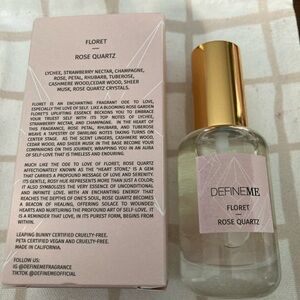 FLORET
ROSE QUARTZ
LYCHEE, STRAWBERRY NECTAR, CHAMPAGNE,
ROSE, PETAL, RHUBARB, TUBEROSE,
CASHMERE WOOD, CEDAR WOOD, SHEER
MUSK, ROSE QUARTZ CRYSTALS.
FLORET IS AN ENCHANTING FRAGRANT ODE TO LOVE,
ESPECIALLY THE LOVE OF SELF. LIKE A BLOOMING ROSE GARDEN
FLORET'S UPLIFTING ESSENCE BECKONS YOU TO EMBRACE
YOUR TRUEST SELF WITH ITS TOP NOTES OF LYCHEE,
STRAWBERRY NECTAR, AND CHAMPAGNE. IN THE HEART OF
THIS FRAGRANCE, ROSE PETAL, RHUBARB, AND TUBEROSE
WEAVE A TAPESTRY OF DARLING NOTES TAKING TURNS ON
CENTER STAGE. AS THE SCENT LINGERS, CASHMERE WOOD,
CEDAR WOOD, AND SHEER MUSK IN THE BASE BECOME YOUR
COMPANIONS ON THIS JOURNEY, WRAPPING YOU IN AN AURA
OF SELF-LOVE THAT IS TIMELESS AND ENDURING.
MUCH LIKE THE ODE TO LOVE OF FLORET, ROSE QUARTZ
AFFECTIONATELY KNOWN AS THE "HEART STONE," IS A GEM
THAT CARRIES A PROFOUND MESSAGE OF LOVE AND SERENITY.
ITS GENTLE, ROSY HUE REPRESENTS MORE THAN JUST A COLOR;
IT ALSO SYMBOLIZES THE VERY ESSENCE OF UNCONDITIONAL
AND INFINITE LOVE. WITH AN ENCHANTING ENERGY THAT
REACHES THE DEPTHS OF ONE'S SOUL, ROSE QUARTZ BECOMES
A BEACON OF HEALING, OFFERING SOLACE TO WOUNDED
HEARTS AND NURTURING THE PROFOUND ART OF SELF-LOVE. IT
IS A REMINDER THAT LOVE, IN ITS PUREST FORM, BEGINS FROM
WITHIN.
LEAPING BUNNY CERTIFIED CRUELTY-FREE.
PETA CERTIFIED VEGAN AND CRUELTY-FREE.
MADE IN CALIFORNIA.
FOLLOW US:
IG @DEFINEMEFRAGRANCE
TIKTOK @DEFINEMEOFFICIAL
DEFINEME
FLORET
ROSE QUARTZ